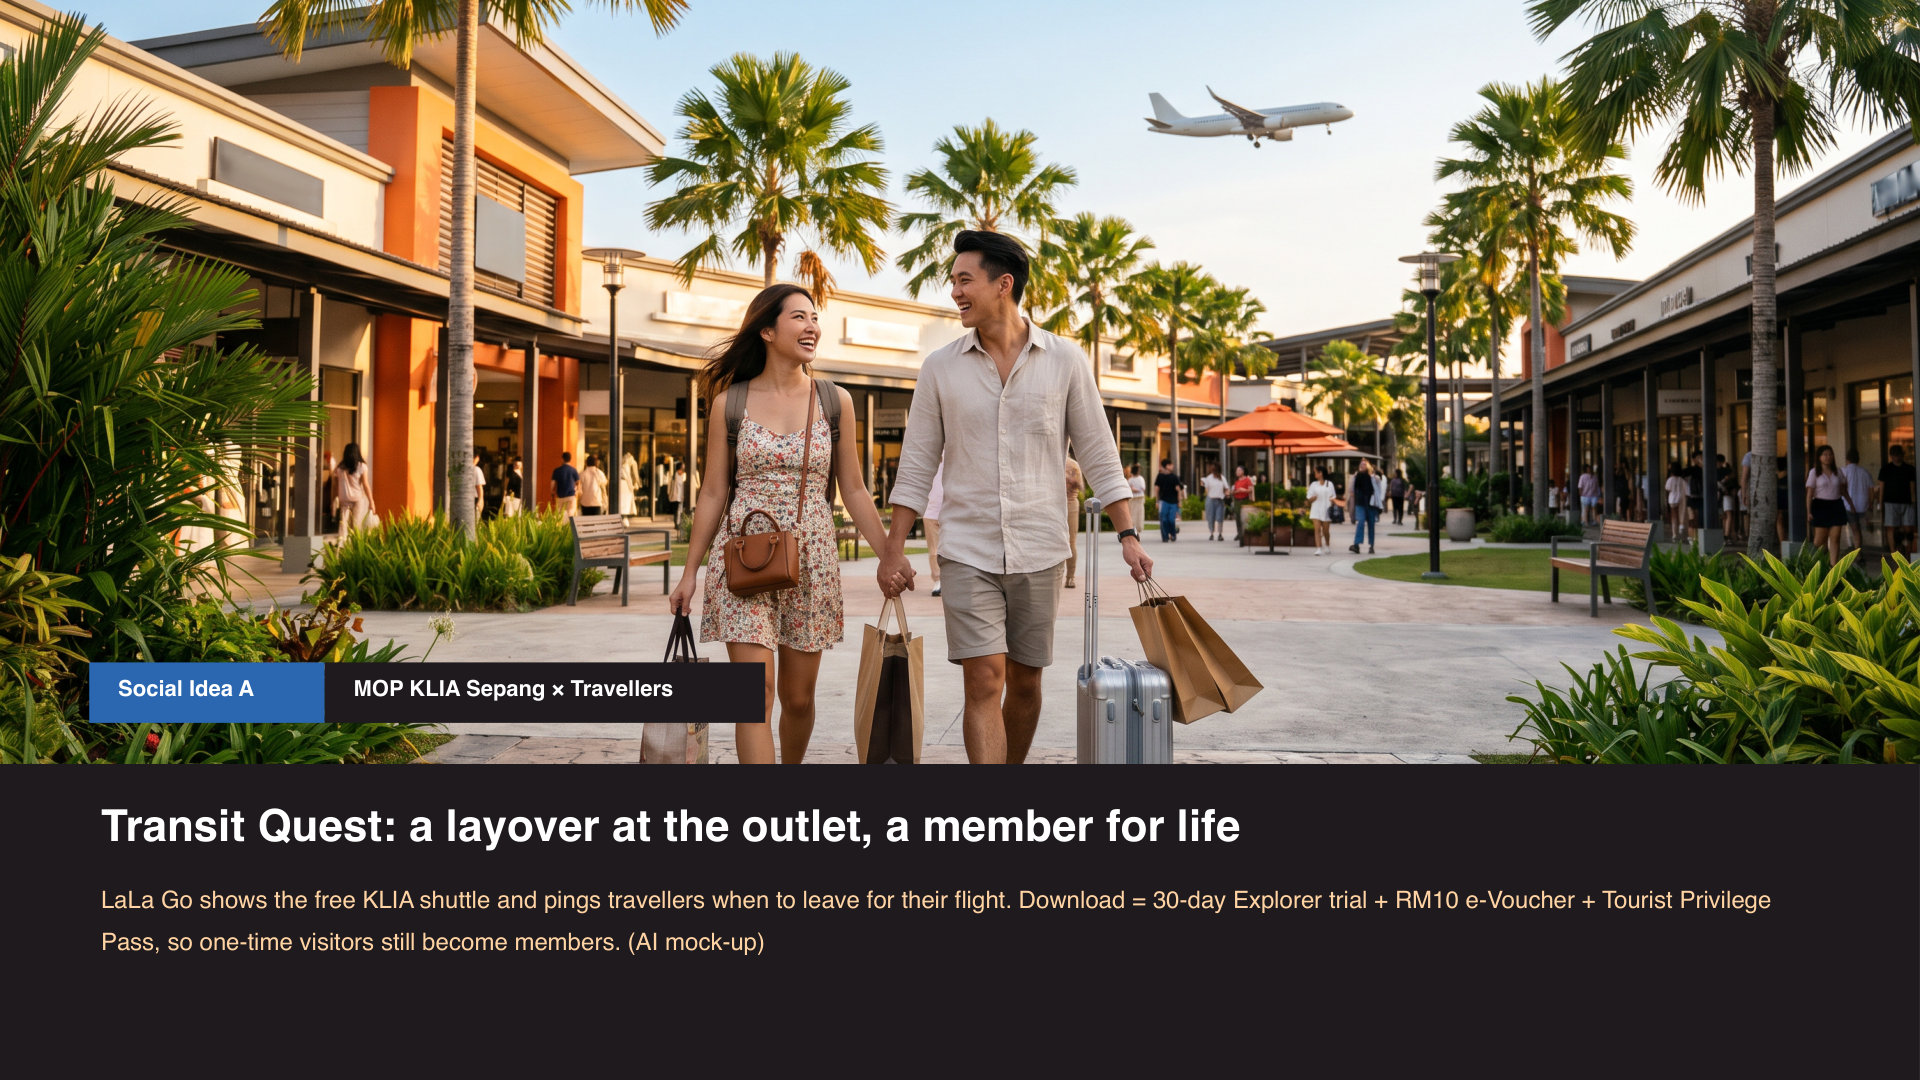 Social Idea A
MOP KLIA Sepang × Travellers
Transit Quest: a layover at the outlet, a member for life
LaLa Go shows the free KLIA shuttle and pings travellers when to leave for their flight. Download = 30-day Explorer trial + RM10 e-Voucher + Tourist Privilege
Pass, so one-time visitors still become members. (AI mock-up)